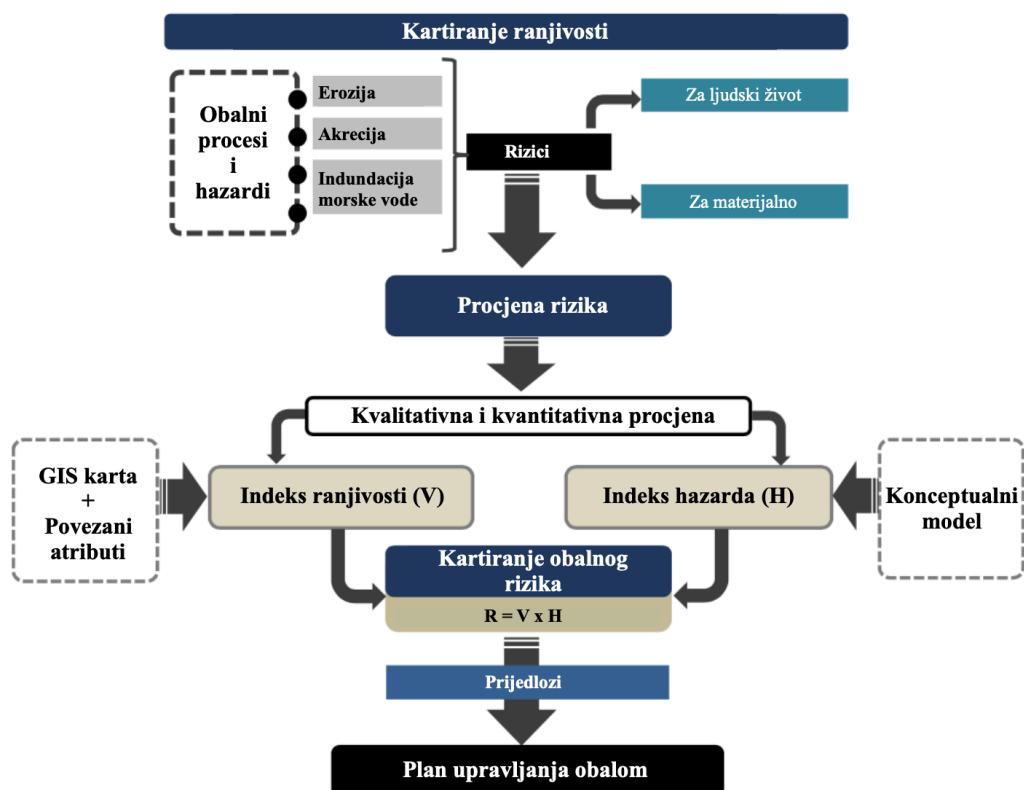 Kartiranje ranjivosti
Obalni
procesi
i
hazardi
Erozija
Akrecija
Indundacija
morske vode
Rizici
Za ljudski život
Za materijalno
Procjena rizika
Kvalitativna i kvantitativna procjena
GIS karta
+
Povezani
atributi
Indeks ranjivosti (V)
Indeks hazarda (H)
Konceptualni
model
Kartiranje obalnog
rizika
R = V x H
Prijedlozi
Plan upravljanja obalom